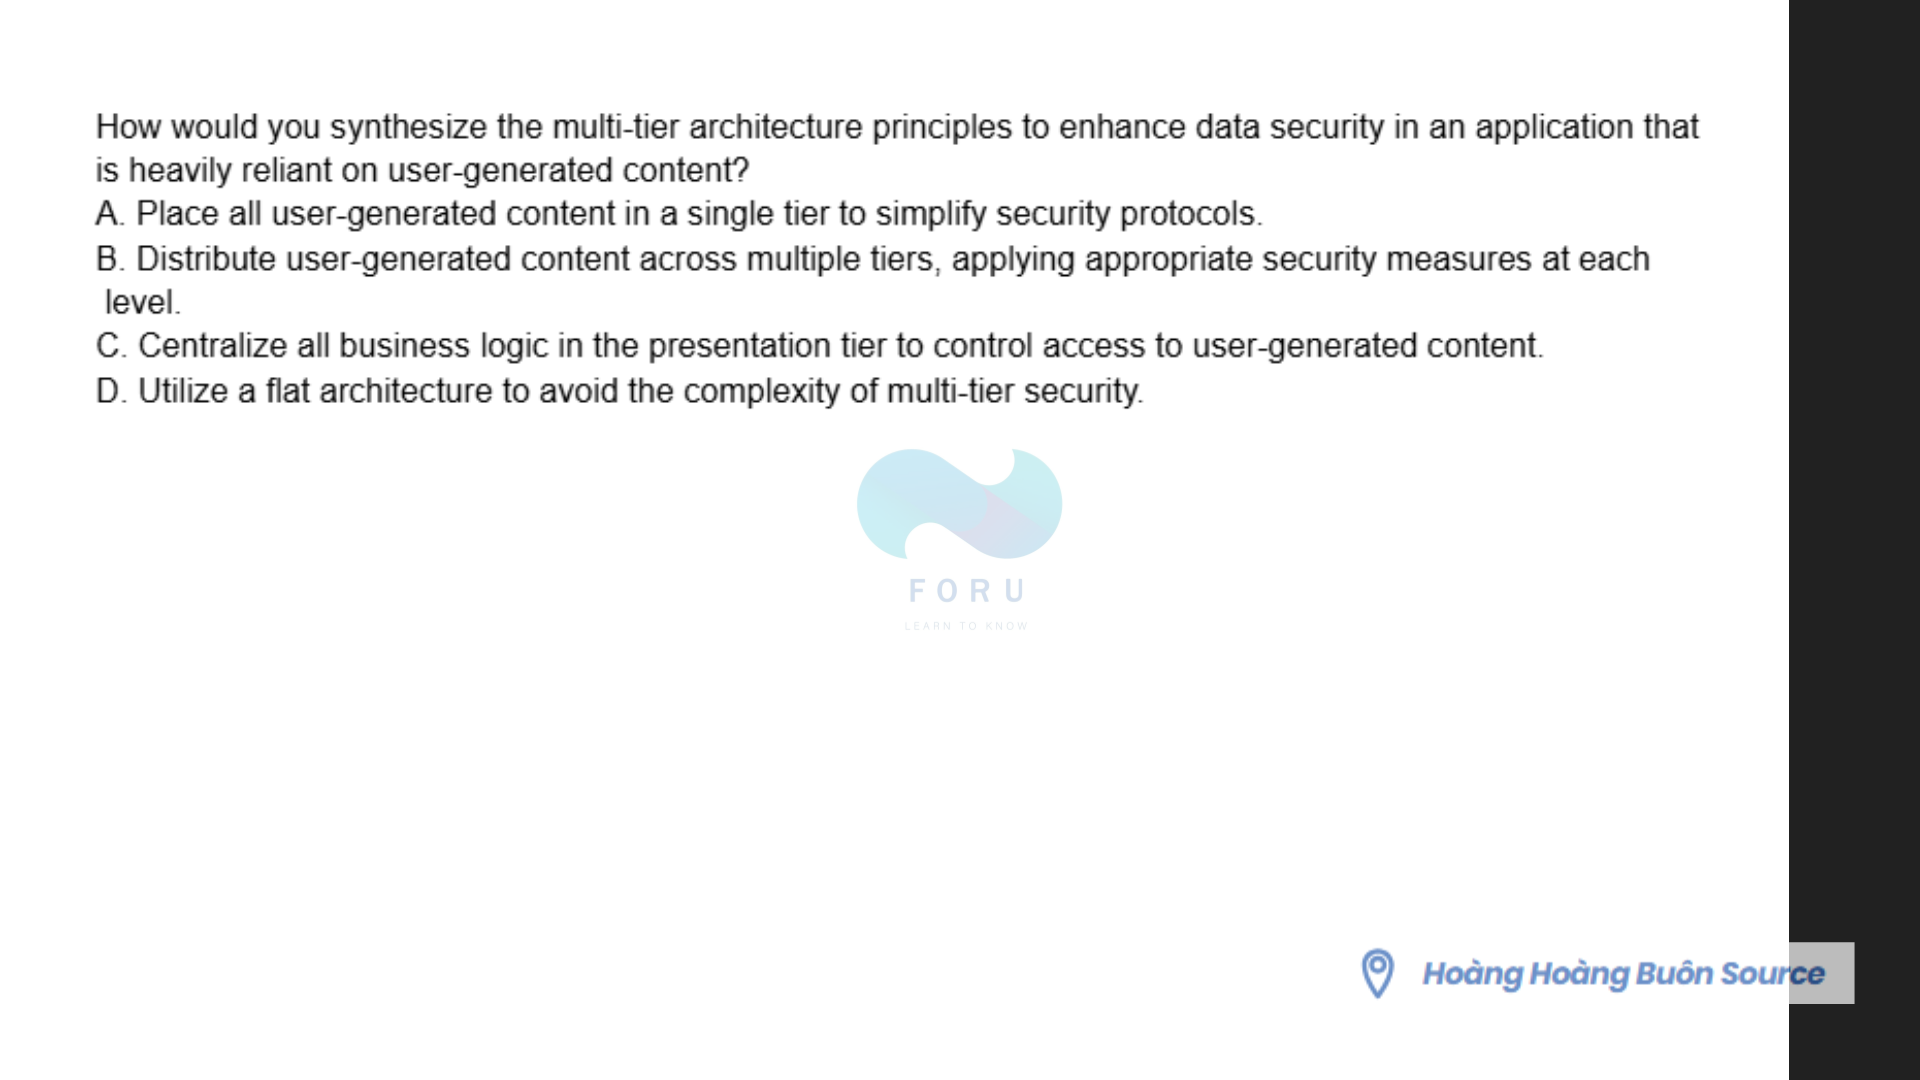 How would you synthesize the multi-tier architecture principles to enhance data security in an application that
is heavily reliant on user-generated content?
A. Place all user-generated content in a single tier to simplify security protocols.
B. Distribute user-generated content across multiple tiers, applying appropriate security measures at each
level.
C. Centralize all business logic in the presentation tier to control access to user-generated content.
D. Utilize a flat architecture to avoid the complexity of multi-tier security.
FORU
LEARN TO KNOW
Hoàng Hoàng Buôn Source